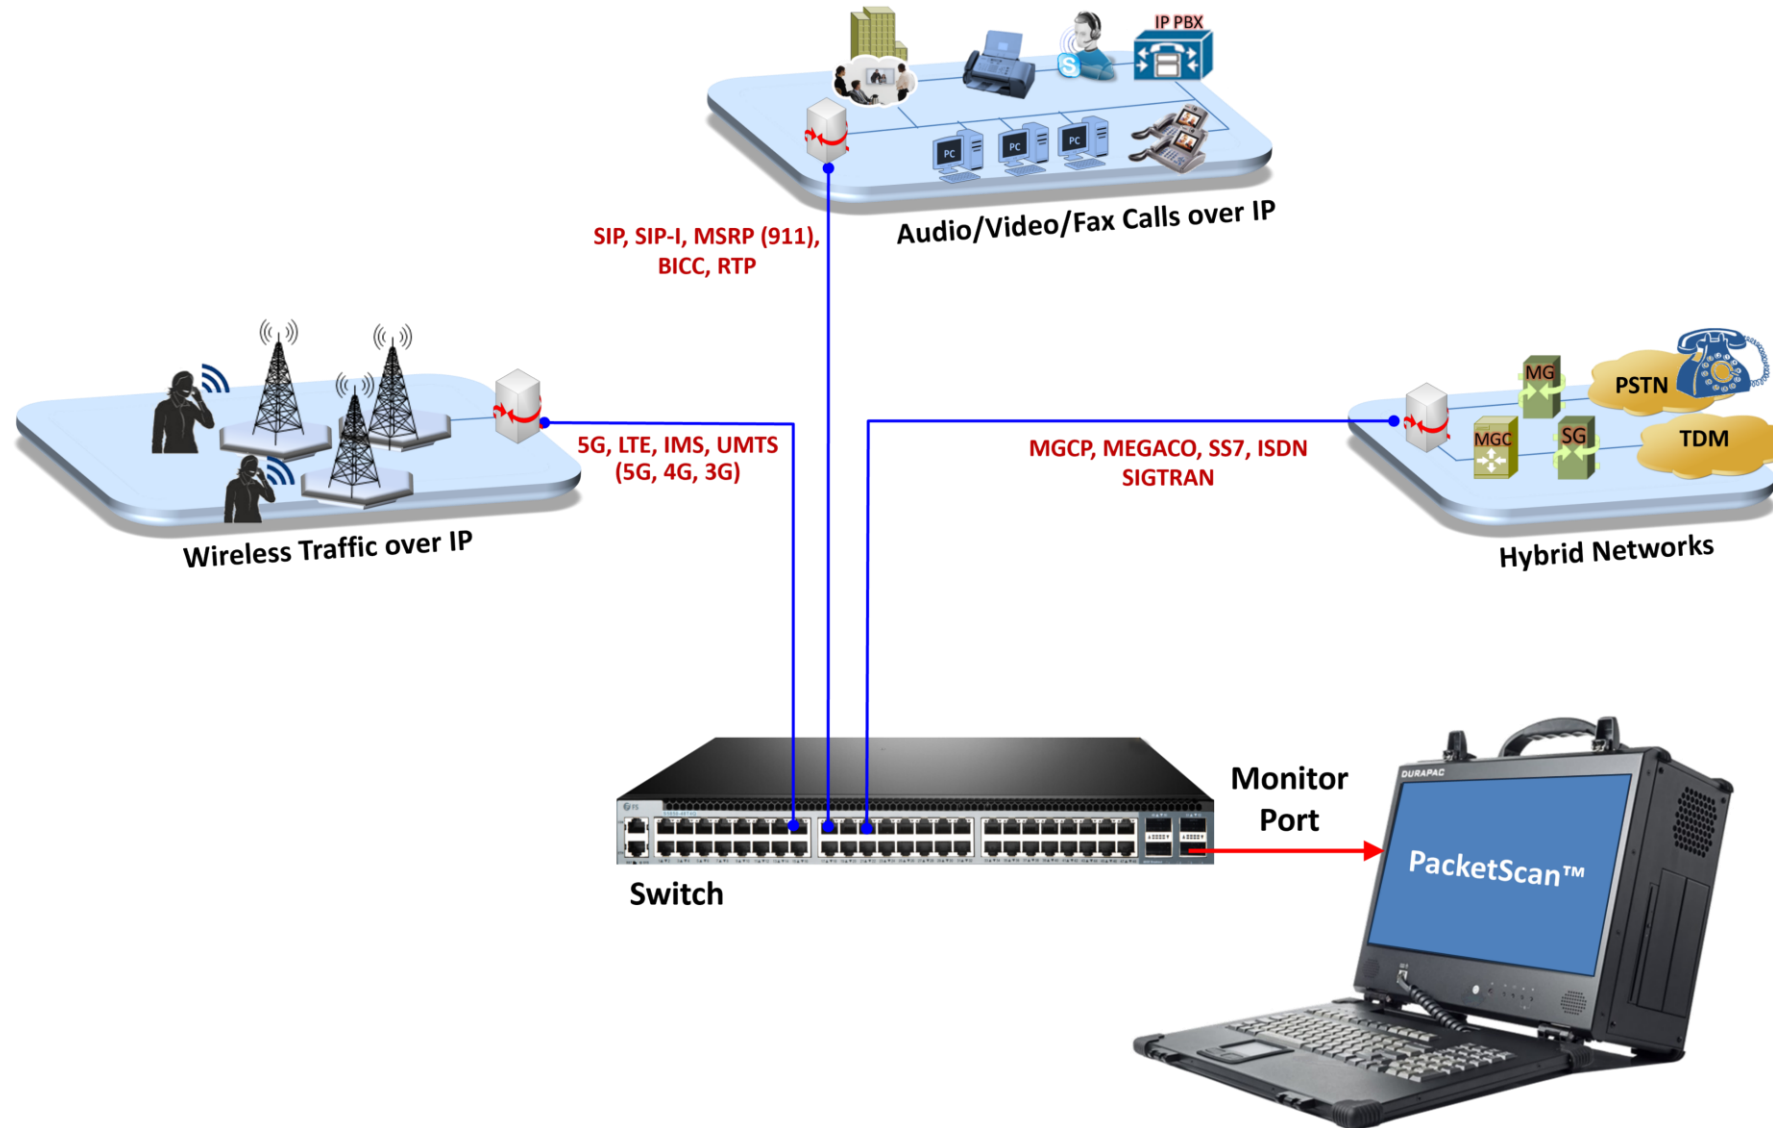 IP PBX
PC
PC
PC
Audio/Video/Fax Calls over IP
SIP, SIP-I, MSRP (911),
BICC, RTP
5G, LTE, IMS, UMTS
(5G, 4G, 3G)
Wireless Traffic over IP
MGCP, MEGACO, SS7, ISDN
SIGTRAN
MG
PSTN
MGC
SG
TDM
Hybrid Networks
Switch
FS
Monitor
Port
DURAPAC
PacketScan™